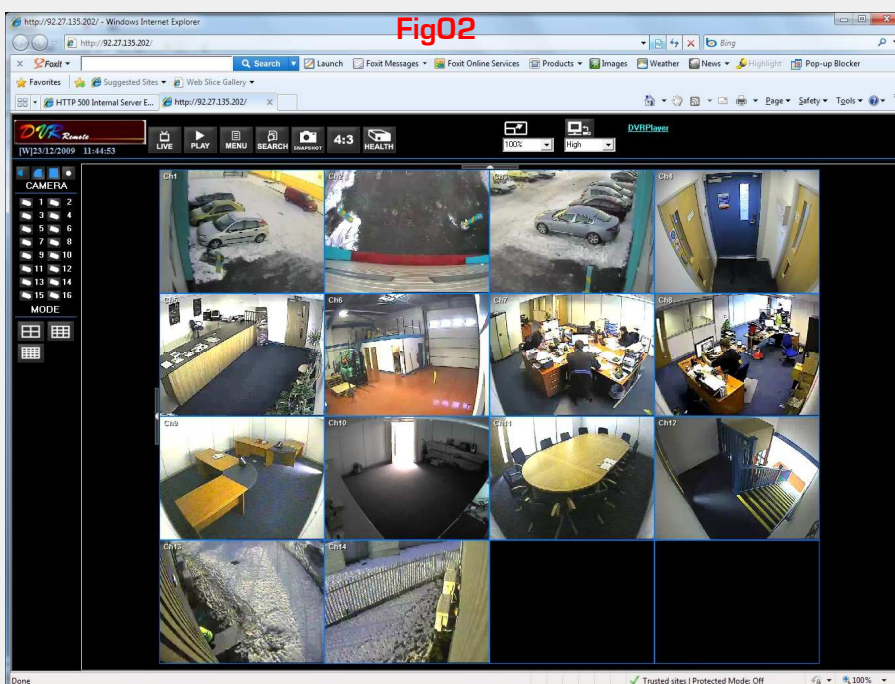 http://92.27.135.202/ - Windows Internet Explorer
Fig02
http://92.27.135.202/
Bing
Foxit
Search
Launch
Foxit Messages
Foxit Online Services
Products
Images
Weather
News
Highlight
Pop-up Blocker
Favorites
Suggested Sites
Web Slice Gallery
HTTP 500 Internal Server E...
http://92.27.135.202/
Page
Safety
Tools
DVR Remote
[W]23/12/2009 11:44:53
LIVE
PLAY
MENU
SEARCH
SNAPSHOT
4:3
HEALTH
100%
High
DVRPlayer
CAMERA
1 2
3 4
5 6
7 8
9 10
11 12
13 14
15 16
MODE
Ch1
Ch2
Ch3
Ch4
Ch5
Ch6
Ch7
Ch8
Ch9
Ch10
Ch11
Ch12
Ch13
Ch14
Done
Trusted sites | Protected Mode: Off
100%